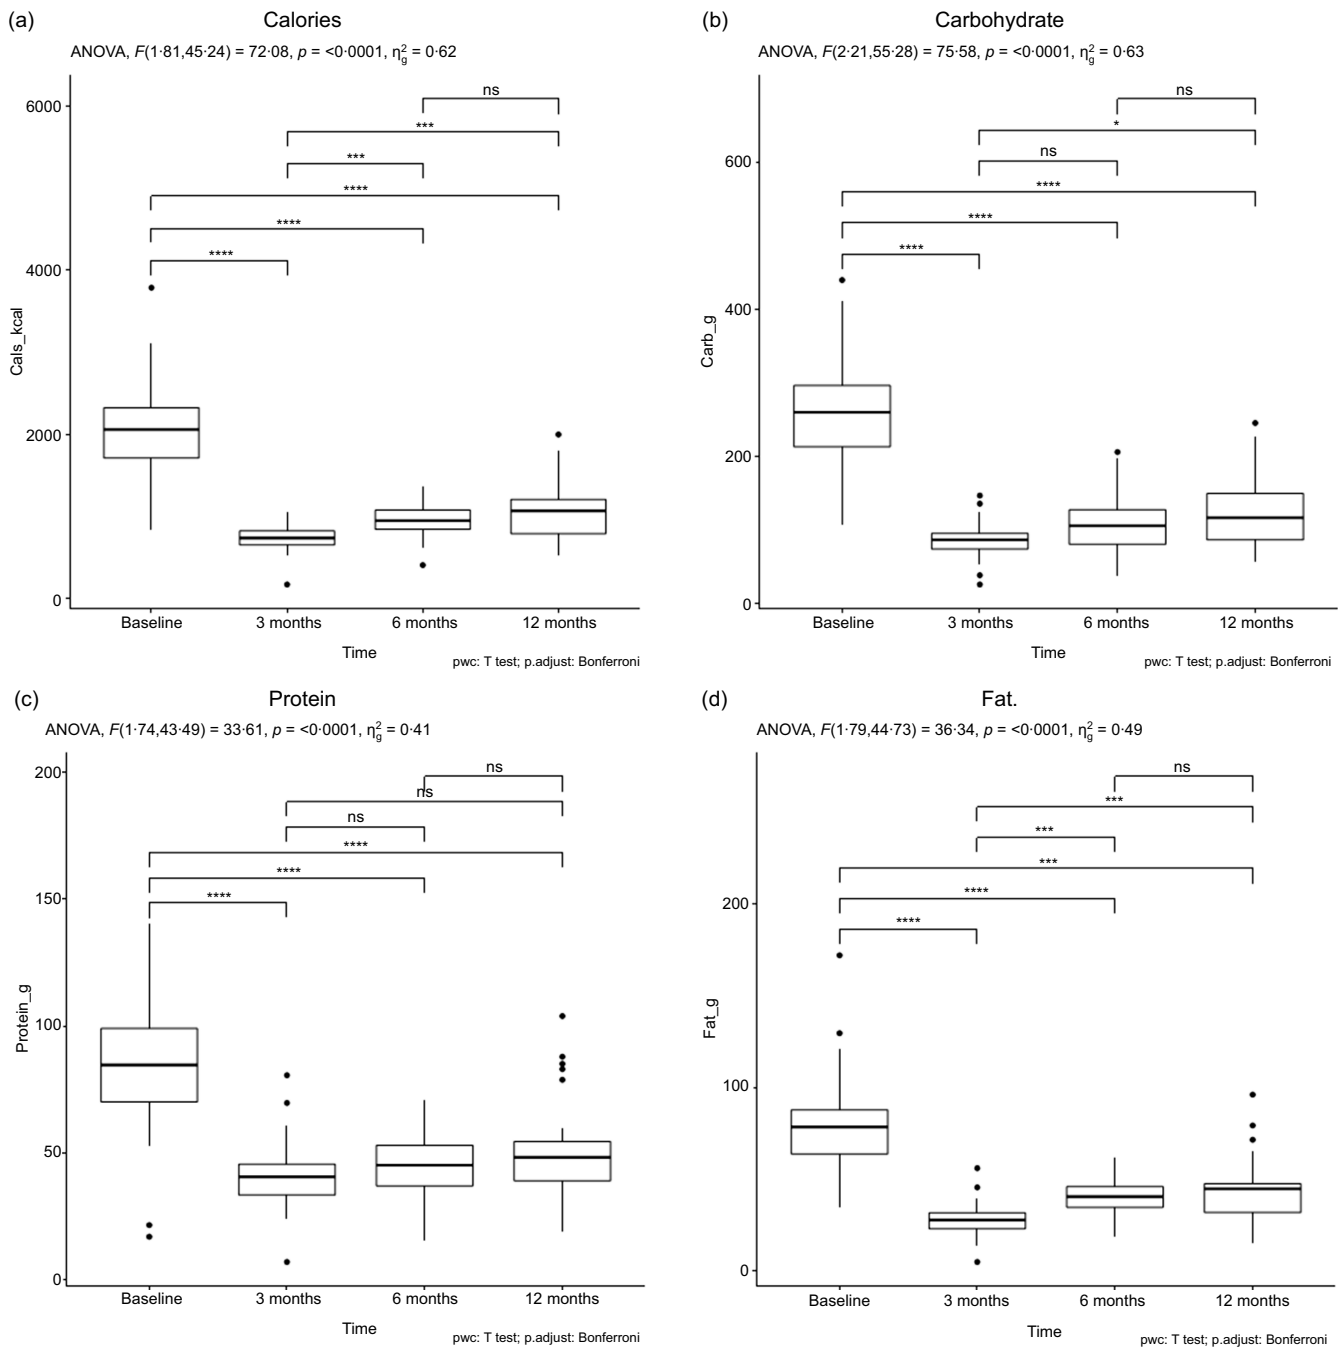 (a) Calories
ANOVA, F(1·81,45·24) = 72·08, p = <0·0001, η²g = 0·62
Cals_kcal
6000
4000
2000
0
ns
***
***
****
****
****
Baseline 3 months 6 months 12 months
Time
pwc: T test; p.adjust: Bonferroni
(b) Carbohydrate
ANOVA, F(2·21,55·28) = 75·58, p = <0·0001, η²g = 0·63
Carb_g
600
400
200
0
ns
*
ns
****
****
****
Baseline 3 months 6 months 12 months
Time
pwc: T test; p.adjust: Bonferroni
(c) Protein
ANOVA, F(1·74,43·49) = 33·61, p = <0·0001, η²g = 0·41
Protein_g
200
150
100
50
0
ns
ns
ns
****
****
****
Baseline 3 months 6 months 12 months
Time
pwc: T test; p.adjust: Bonferroni
(d) Fat.
ANOVA, F(1·79,44·73) = 36·34, p = <0·0001, η²g = 0·49
Fat_g
200
100
0
ns
***
***
***
****
****
Baseline 3 months 6 months 12 months
Time
pwc: T test; p.adjust: Bonferroni